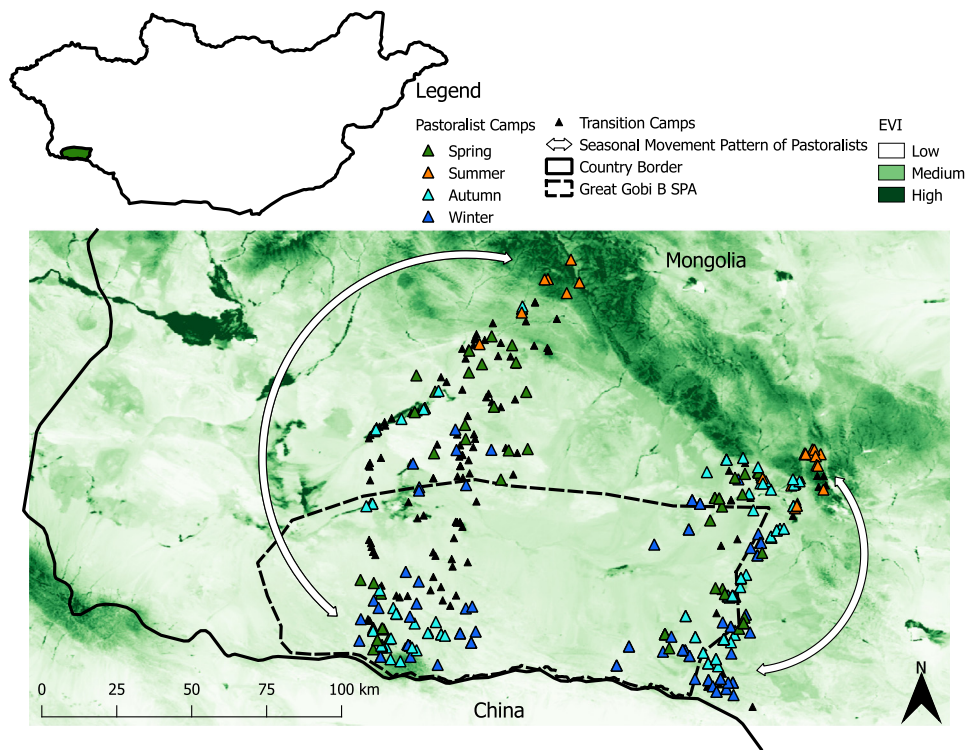 Legend
Pastoralist Camps
Spring
Summer
Autumn
Winter
Transition Camps
Seasonal Movement Pattern of Pastoralists
Country Border
Great Gobi B SPA
EVI
Low
Medium
High
Mongolia
N
0 25 50 75 100 km
China